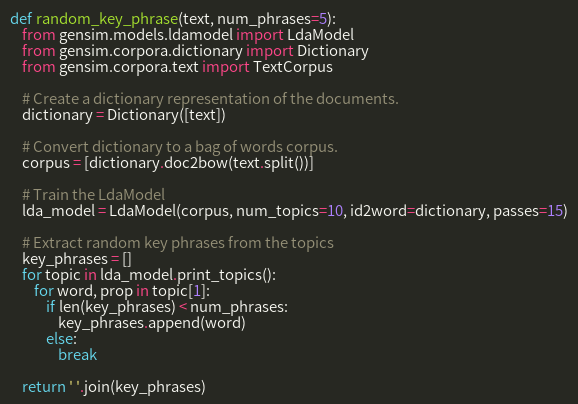 def random_key_phrase(text, num_phrases=5):
from gensim.models.ldamodel import LdaModel
from gensim.corpora.dictionary import Dictionary
from gensim.corpora.text import TextCorpus
# Create a dictionary representation of the documents.
dictionary = Dictionary([text])
# Convert dictionary to a bag of words corpus.
corpus = [dictionary.doc2bow(text.split())]
# Train the LdaModel
lda_model = LdaModel(corpus, num_topics=10, id2word=dictionary, passes=15)
# Extract random key phrases from the topics
key_phrases = []
for topic in lda_model.print_topics():
for word, prop in topic[1]:
if len(key_phrases) < num_phrases:
key_phrases.append(word)
else:
break
return ' '.join(key_phrases)